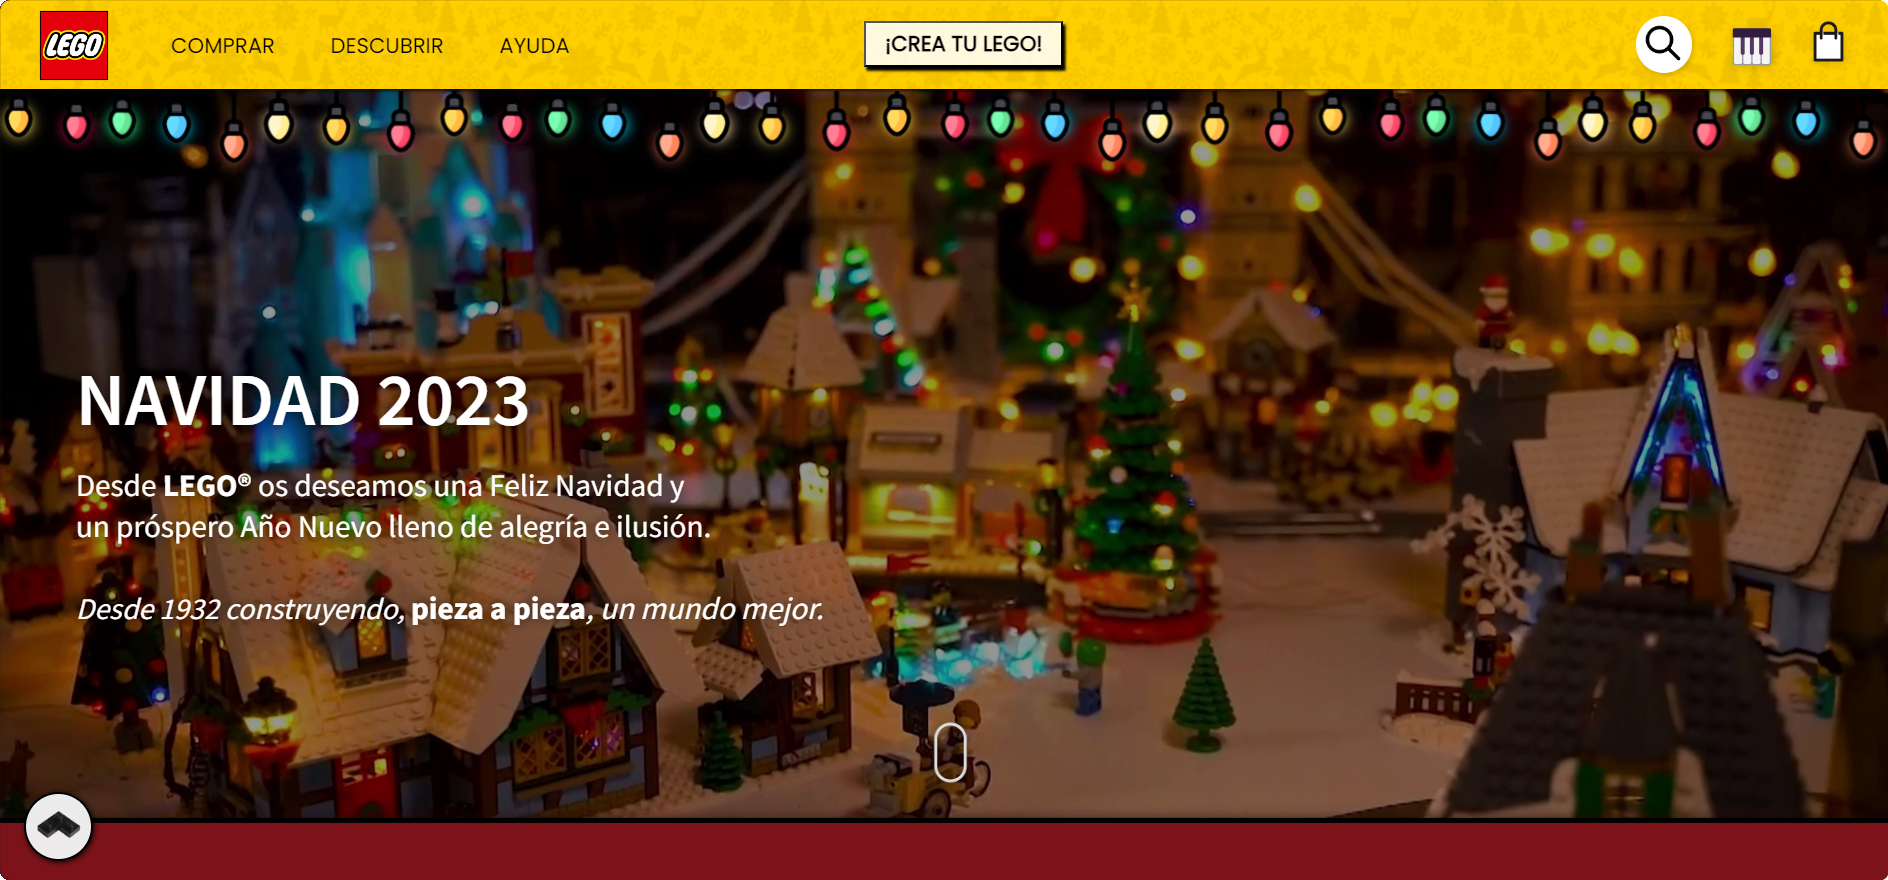 LEGO
COMPRAR
DESCUBRIR
AYUDA
¡CREA TU LEGO!
NAVIDAD 2023
Desde LEGO® os deseamos una Feliz Navidad y
un próspero Año Nuevo lleno de alegría e ilusión.
Desde 1932 construyendo, pieza a pieza, un mundo mejor.